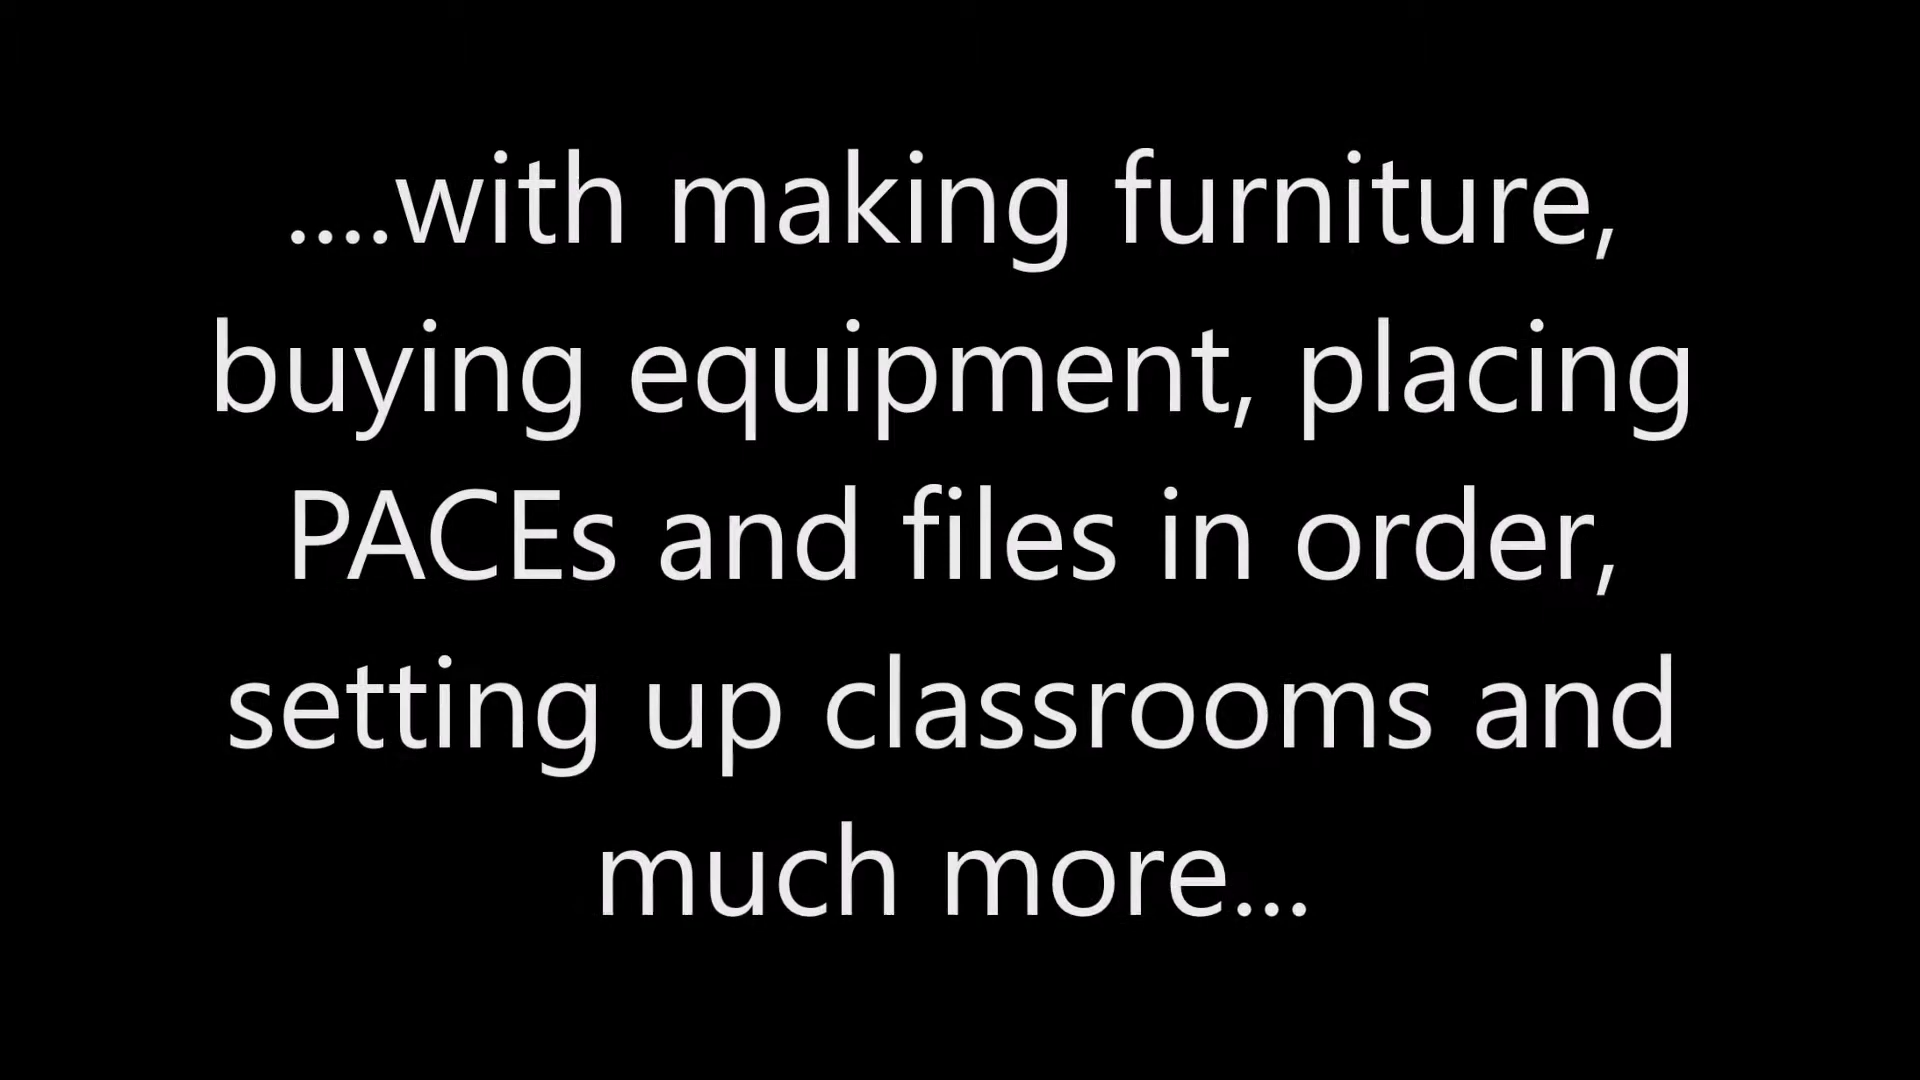 ....with making furniture,
buying equipment, placing
PACEs and files in order,
setting up classrooms and
much more...